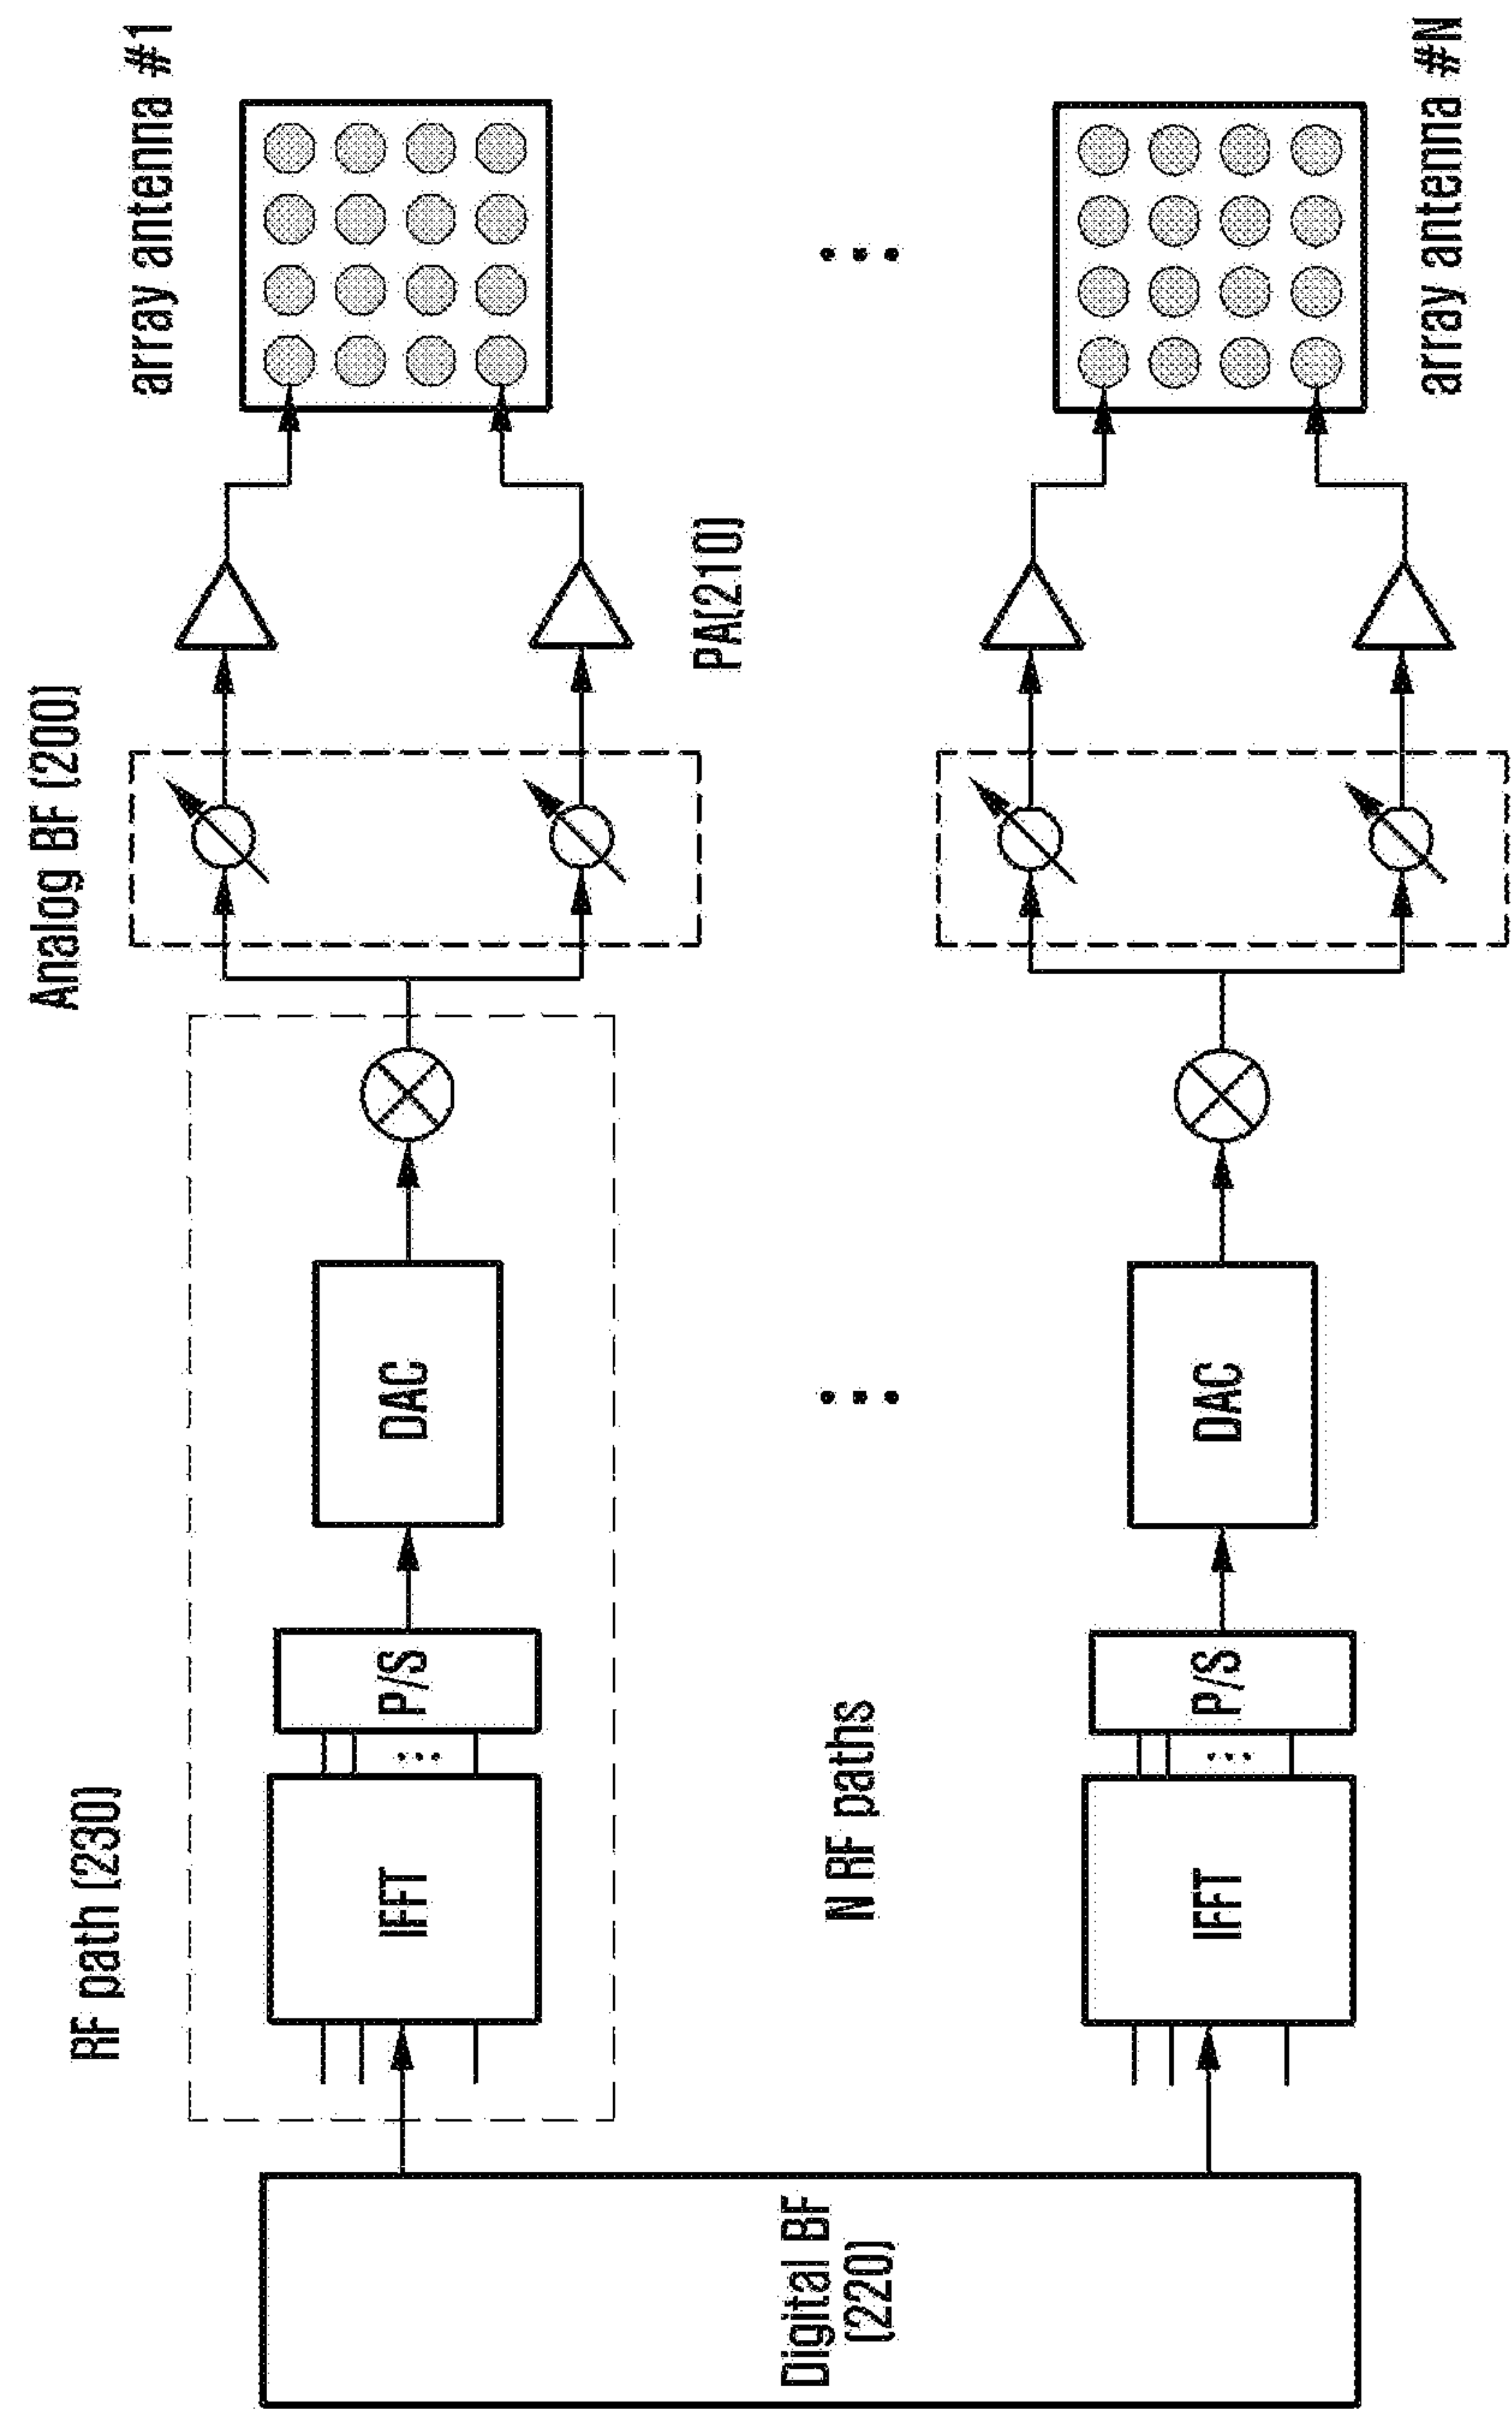 array antenna #1
Analog BF (200)
PA(210)
RF path (230)
IFFT
P/S
DAC
...
...
Digital BF
(220)
N RF paths
...
...
IFFT
P/S
DAC
array antenna #N